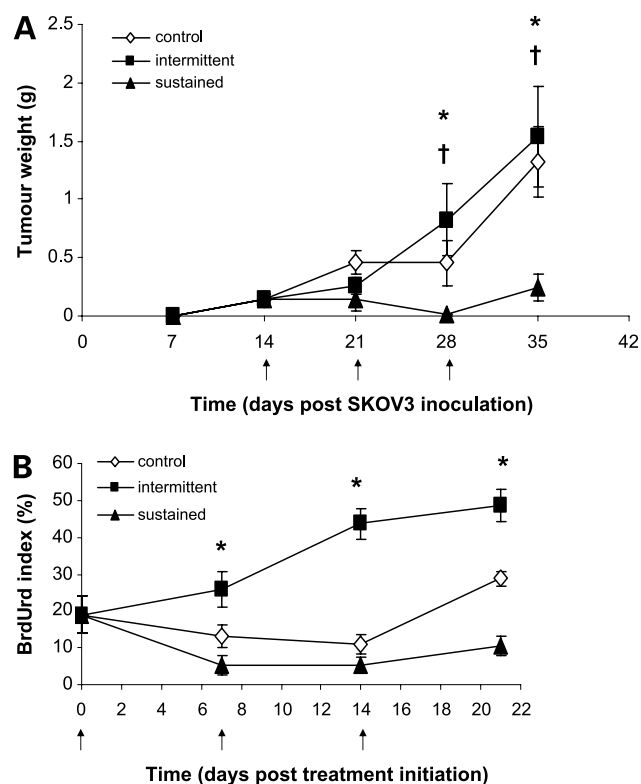 A
control
intermittent
sustained
Tumour weight (g)
2.5
2
1.5
1
0.5
0
*
†
*
†
0 7 14 21 28 35 42
Time (days post SKOV3 inoculation)
B
control
intermittent
sustained
BrdUrd index (%)
60
50
40
30
20
10
0
*
*
*
0 2 4 6 8 10 12 14 16 18 20 22
Time (days post treatment initiation)